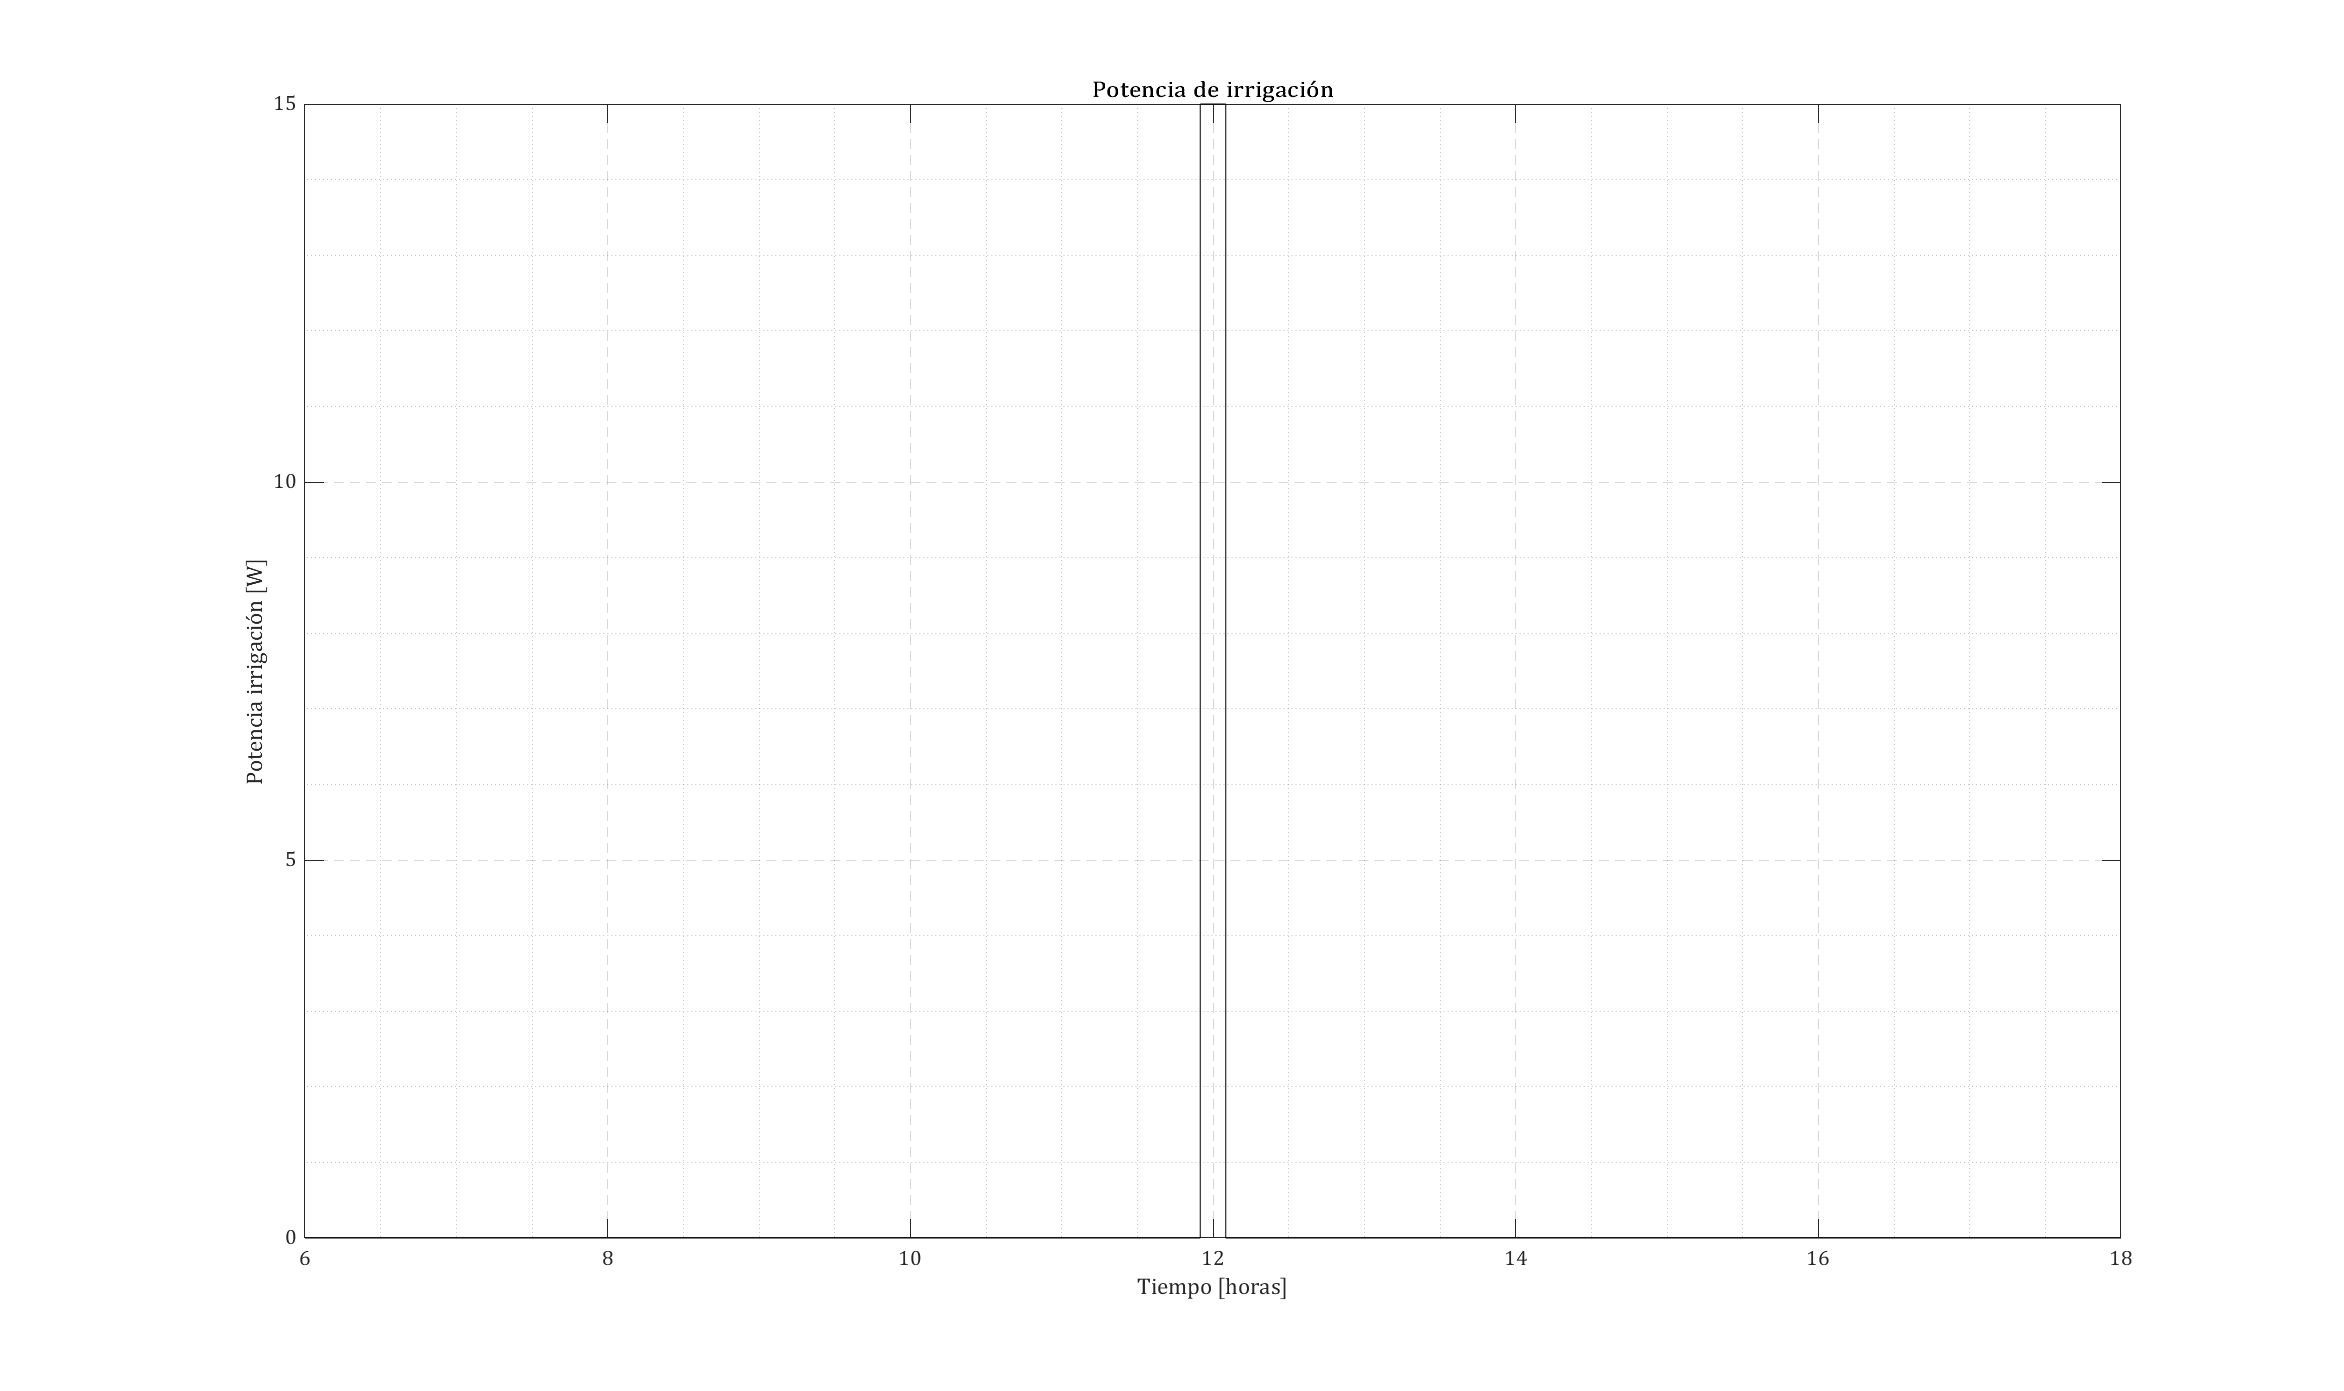 Potencia de irrigación
15
10
5
0
Potencia irrigación [W]
6 8 10 12 14 16 18
Tiempo [horas]